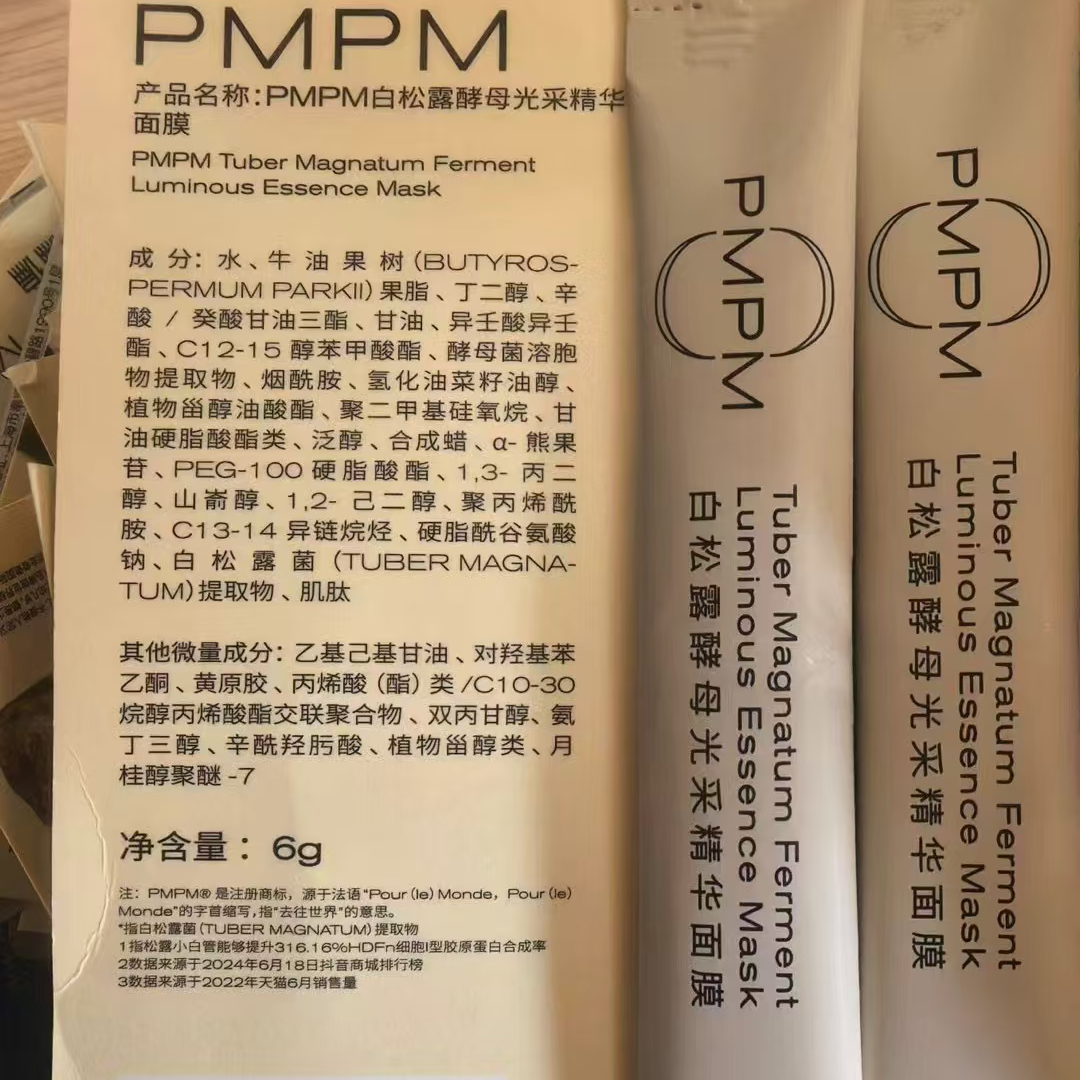 PMPM
产品名称：PMPM白松露酵母光采精华
面膜
PMPM Tuber Magnatum Ferment
Luminous Essence Mask
成分：水、牛油果树（BUTYROS-
PERMUM PARKII）果脂、丁二醇、辛
酸 / 癸酸甘油三酯、甘油、异壬酸异壬
酯、C12-15 醇苯甲酸酯、酵母菌溶胞
物提取物、烟酰胺、氢化油菜籽油醇、
植物甾醇油酸酯、聚二甲基硅氧烷、甘
油硬脂酸酯类、泛醇、合成蜡、α- 熊果
苷、PEG-100 硬脂酸酯、1,3- 丙二
醇、山嵛醇、1,2- 己二醇、聚丙烯酰
胺、C13-14 异链烷烃、硬脂酰谷氨酸
钠、白松露菌（TUBER MAGNA-
TUM）提取物、肌肽
其他微量成分：乙基己基甘油、对羟基苯
乙酮、黄原胶、丙烯酸（酯）类 /C10-30
烷醇丙烯酸酯交联聚合物、双丙甘醇、氨
丁三醇、辛酰羟肟酸、植物甾醇类、月
桂醇聚醚 -7
净含量：6g
注：PMPM® 是注册商标，源于法语“Pour (le) Monde，Pour (le)
Monde”的字首缩写，指“去往世界”的意思。
*指白松露菌(TUBER MAGNATUM)提取物
1指松露小白管能够提升316.16%HDFn细胞I型胶原蛋白合成率
2数据来源于2024年6月18日抖音商城排行榜
3数据来源于2022年天猫6月销售量
PMPM
Tuber Magnatum Ferment
Luminous Essence Mask
白松露酵母光采精华面膜
PMPM
Tuber Magnatum Ferment
Luminous Essence Mask
白松露酵母光采精华面膜